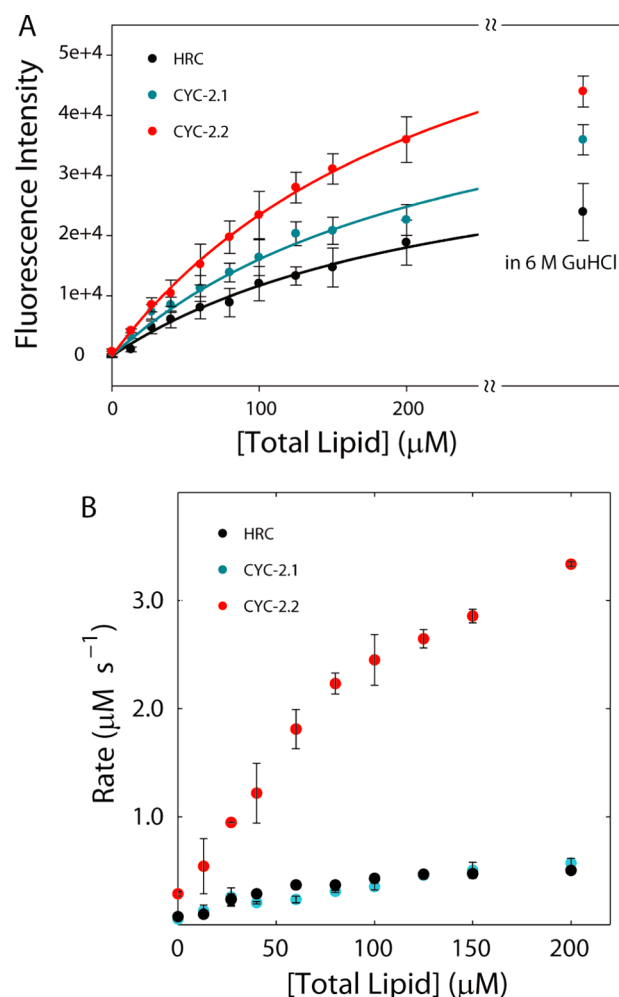 A
5e+4
4e+4
3e+4
2e+4
1e+4
0
Fluorescence Intensity
HRC
CYC-2.1
CYC-2.2
in 6 M GuHCl
0
100
200
[Total Lipid] (μM)
B
3.0
2.0
1.0
Rate (μM s⁻¹)
HRC
CYC-2.1
CYC-2.2
0
50
100
150
200
[Total Lipid] (μM)